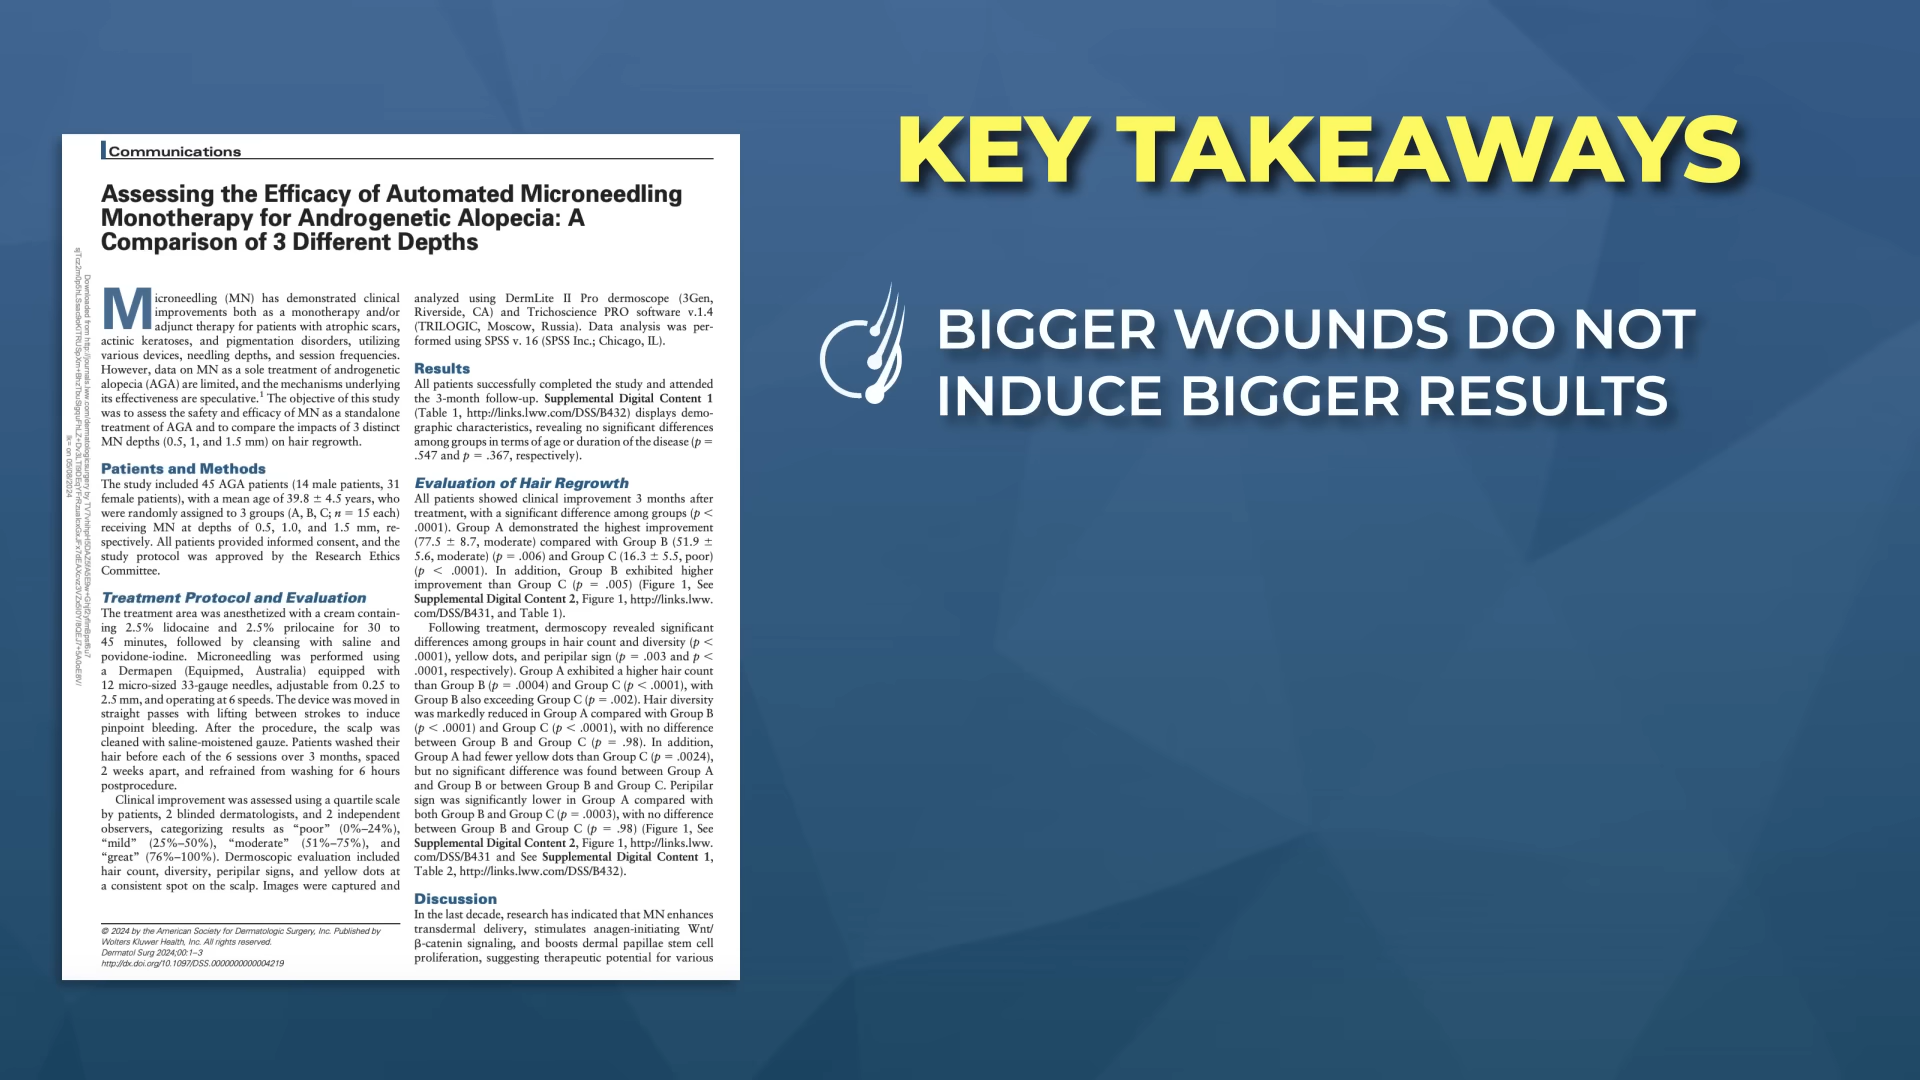 Communications
Assessing the Efficacy of Automated Microneedling
Monotherapy for Androgenetic Alopecia: A
Comparison of 3 Different Depths
Microneedling (MN) has demonstrated clinical
improvements both as a monotherapy and/or
adjunct therapy for patients with atrophic scars,
actinic keratoses, and pigmentation disorders, utilizing
various devices, needling depths, and session frequencies.
However, data on MN as a sole treatment of androgenetic
alopecia (AGA) are limited, and the mechanisms underlying
its effectiveness are speculative.1 The objective of this study
was to assess the safety and efficacy of MN as a standalone
treatment of AGA and to compare the impacts of 3 distinct
MN depths (0.5, 1, and 1.5 mm) on hair regrowth.
Patients and Methods
The study included 45 AGA patients (14 male patients, 31
female patients), with a mean age of 39.8 ± 4.5 years, who
were randomly assigned to 3 groups (A, B, C; n = 15 each)
receiving MN at depths of 0.5, 1.0, and 1.5 mm, re-
spectively. All patients provided informed consent, and the
study protocol was approved by the Research Ethics
Committee.
Treatment Protocol and Evaluation
The treatment area was anesthetized with a cream contain-
ing 2.5% lidocaine and 2.5% prilocaine for 30 to
45 minutes, followed by cleansing with saline and
povidone-iodine. Microneedling was performed using
a Dermapen (Equipmed, Australia) equipped with
12 micro-sized 33-gauge needles, adjustable from 0.25 to
2.5 mm, and operating at 6 speeds. The device was moved in
straight passes with lifting between strokes to induce
pinpoint bleeding. After the procedure, the scalp was
cleaned with saline-moistened gauze. Patients washed their
hair before each of the 6 sessions over 3 months, spaced
2 weeks apart, and refrained from washing for 6 hours
postprocedure.
Clinical improvement was assessed using a quartile scale
by patients, 2 blinded dermatologists, and 2 independent
observers, categorizing results as “poor” (0%–24%),
“mild” (25%–50%), “moderate” (51%–75%), and
“great” (76%–100%). Dermoscopic evaluation included
hair count, diversity, peripilar signs, and yellow dots at
a consistent spot on the scalp. Images were captured and
© 2024 by the American Society for Dermatologic Surgery, Inc. Published by
Wolters Kluwer Health, Inc. All rights reserved.
Dermatol Surg 2024;00:1–3
http://dx.doi.org/10.1097/DSS.0000000000004219
analyzed using DermLite II Pro dermoscope (3Gen,
Riverside, CA) and Trichoscience PRO software v.1.4
(TRILOGIC, Moscow, Russia). Data analysis was per-
formed using SPSS v. 16 (SPSS Inc.; Chicago, IL).
Results
All patients successfully completed the study and attended
the 3-month follow-up. Supplemental Digital Content 1
(Table 1, http://links.lww.com/DSS/B432) displays demo-
graphic characteristics, revealing no significant differences
among groups in terms of age or duration of the disease (p =
.547 and p = .367, respectively).
Evaluation of Hair Regrowth
All patients showed clinical improvement 3 months after
treatment, with a significant difference among groups (p <
.0001). Group A demonstrated the highest improvement
(77.5 ± 8.7, moderate) compared with Group B (51.9 ±
5.6, moderate) (p = .006) and Group C (16.3 ± 5.5, poor)
(p < .0001). In addition, Group B exhibited higher
improvement than Group C (p = .005) (Figure 1, See
Supplemental Digital Content 2, Figure 1, http://links.lww.
com/DSS/B431, and Table 1).
Following treatment, dermoscopy revealed significant
differences among groups in hair count and diversity (p <
.0001), yellow dots, and peripilar sign (p = .003 and p <
.0001, respectively). Group A exhibited a higher hair count
than Group B (p = .0004) and Group C (p < .0001), with
Group B also exceeding Group C (p = .002). Hair diversity
was markedly reduced in Group A compared with Group B
(p < .0001) and Group C (p < .0001), with no difference
between Group B and Group C (p = .98). In addition,
Group A had fewer yellow dots than Group C (p = .0024),
but no significant difference was found between Group A
and Group B or between Group B and Group C. Peripilar
sign was significantly lower in Group A compared with
both Group B and Group C (p = .0003), with no difference
between Group B and Group C (p = .98) (Figure 1, See
Supplemental Digital Content 2, Figure 1, http://links.lww.
com/DSS/B431 and See Supplemental Digital Content 1,
Table 2, http://links.lww.com/DSS/B432).
Discussion
In the last decade, research has indicated that MN enhances
transdermal delivery, stimulates anagen-initiating Wnt/
β-catenin signaling, and boosts dermal papillae stem cell
proliferation, suggesting therapeutic potential for various
KEY TAKEAWAYS
BIGGER WOUNDS DO NOT
INDUCE BIGGER RESULTS